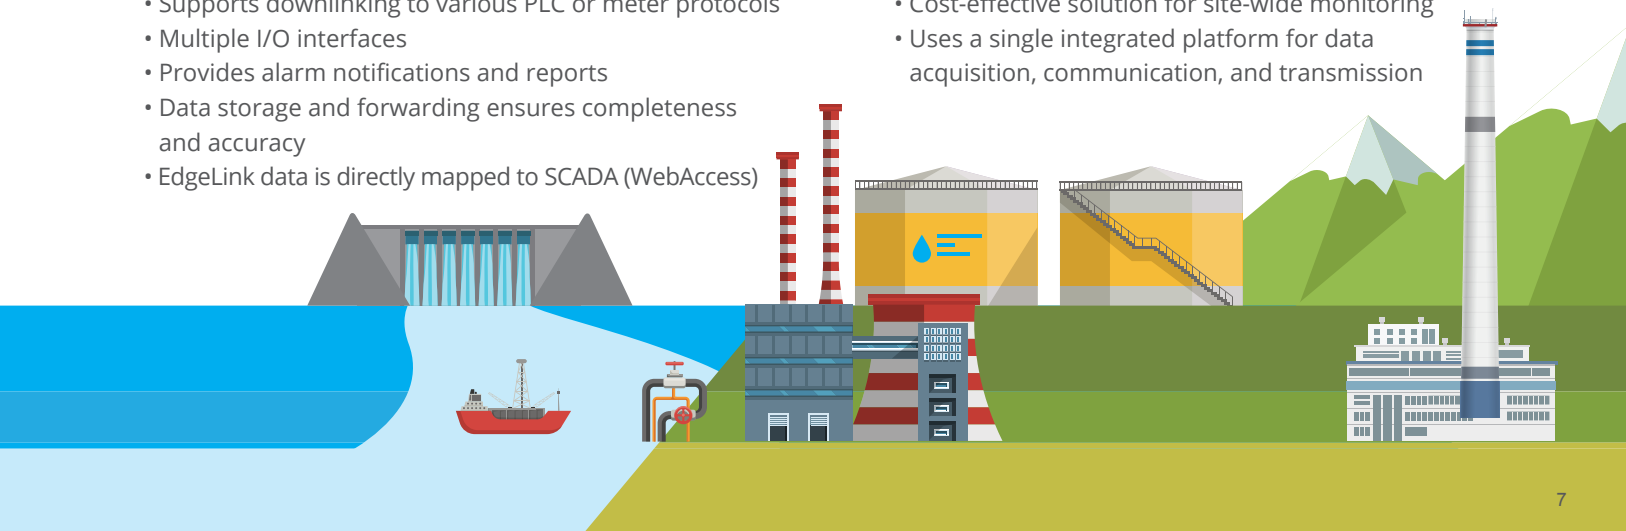 • Supports downlinking to various PLC or meter protocols
• Multiple I/O interfaces
• Provides alarm notifications and reports
• Data storage and forwarding ensures completeness
and accuracy
• EdgeLink data is directly mapped to SCADA (WebAccess)
• Cost-effective solution for site-wide monitoring
• Uses a single integrated platform for data
acquisition, communication, and transmission
7